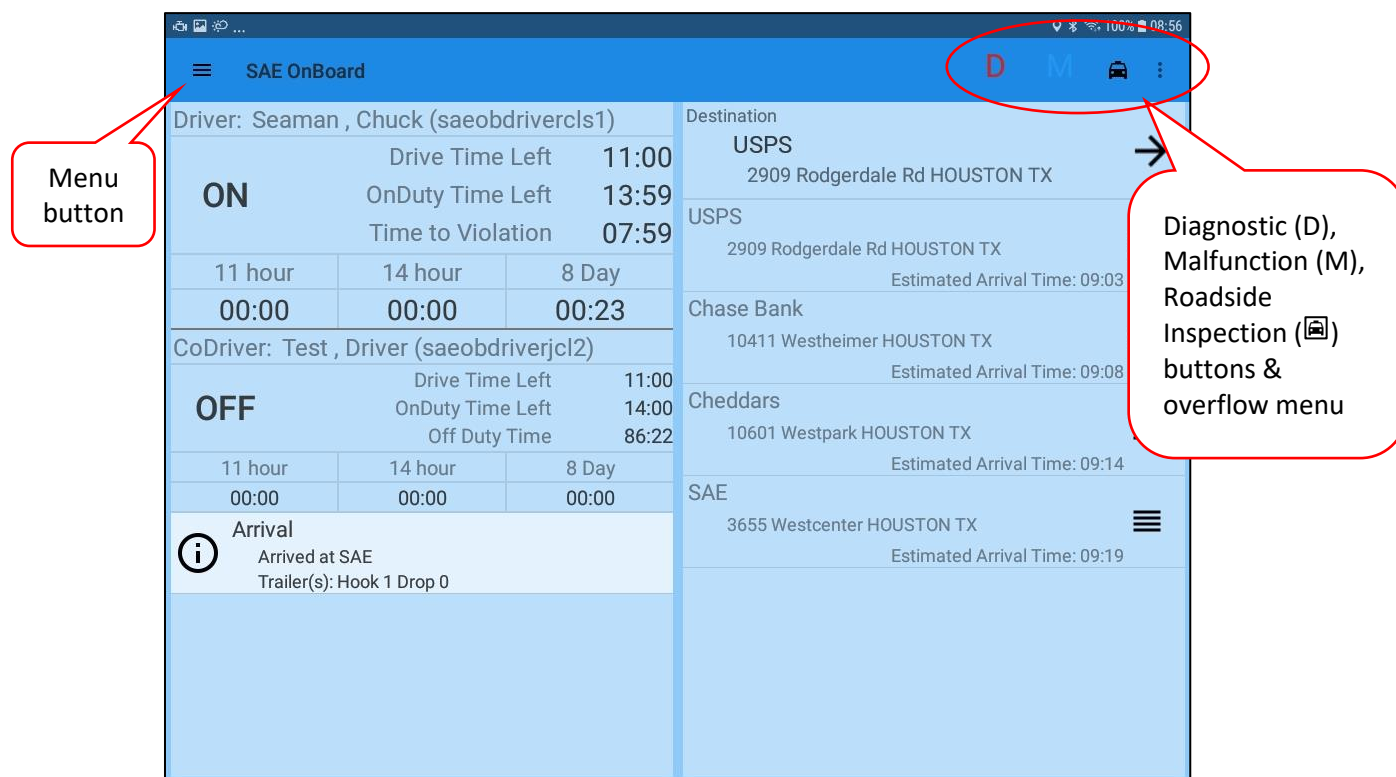 ... 100% 08:56
SAE OnBoard D M
Menu
button
Driver: Seaman , Chuck (saeobdrivercls1)
ON
Drive Time Left 11:00
OnDuty Time Left 13:59
Time to Violation 07:59
11 hour 14 hour 8 Day
00:00 00:00 00:23
CoDriver: Test , Driver (saeobdriverjcl2)
OFF
Drive Time Left 11:00
OnDuty Time Left 14:00
Off Duty Time 86:22
11 hour 14 hour 8 Day
00:00 00:00 00:00
Arrival
Arrived at SAE
Trailer(s): Hook 1 Drop 0
Destination
USPS
2909 Rodgerdale Rd HOUSTON TX
USPS
2909 Rodgerdale Rd HOUSTON TX
Estimated Arrival Time: 09:03
Chase Bank
10411 Westheimer HOUSTON TX
Estimated Arrival Time: 09:08
Cheddars
10601 Westpark HOUSTON TX
Estimated Arrival Time: 09:14
SAE
3655 Westcenter HOUSTON TX
Estimated Arrival Time: 09:19
Diagnostic (D),
Malfunction (M),
Roadside
Inspection ( )
buttons &
overflow menu